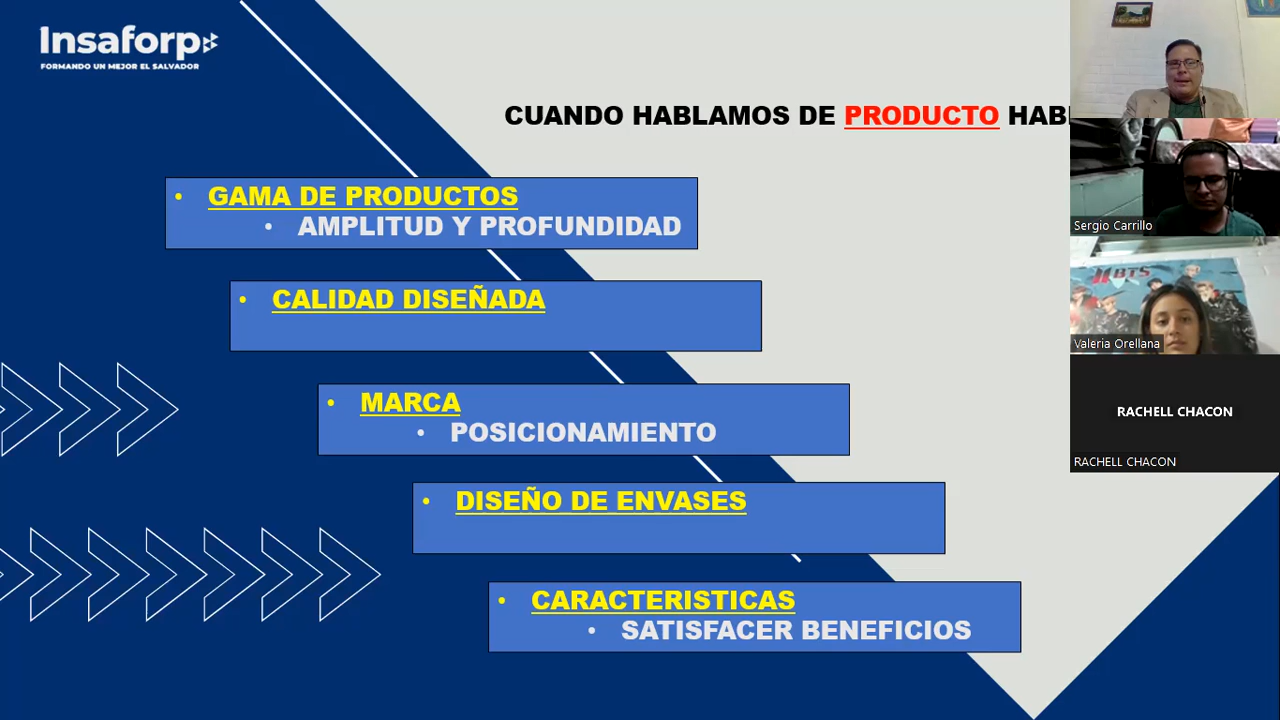 Insaforp
FORMANDO UN MEJOR EL SALVADOR
CUANDO HABLAMOS DE PRODUCTO
• GAMA DE PRODUCTOS
• AMPLITUD Y PROFUNDIDAD
• CALIDAD DISEÑADA
• MARCA
• POSICIONAMIENTO
• DISEÑO DE ENVASES
• CARACTERISTICAS
• SATISFACER BENEFICIOS
Sergio Carrillo
BTS
Valeria Orellana
RACHELL CHACON
RACHELL CHACON